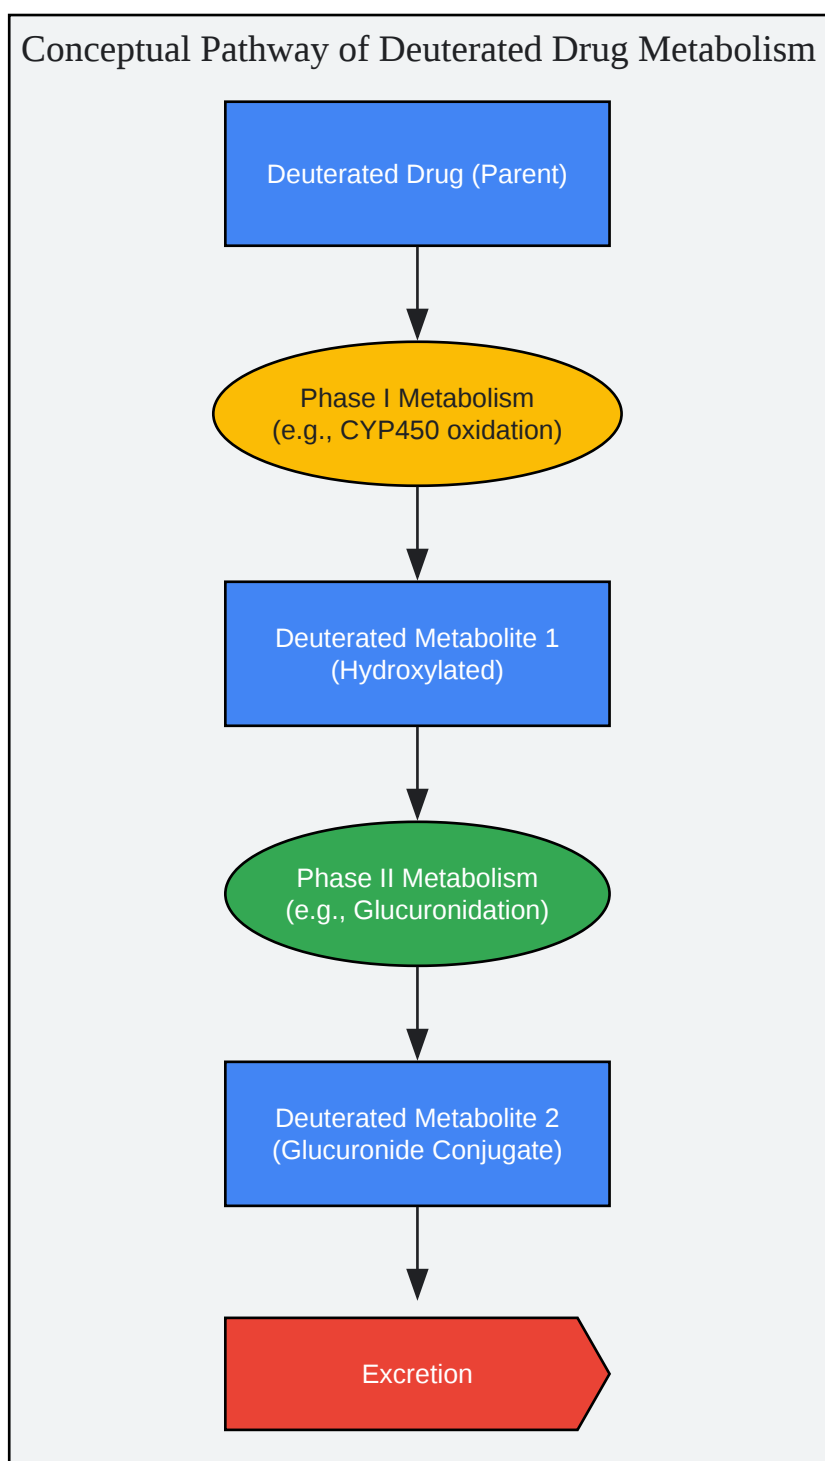 Conceptual Pathway of Deuterated Drug Metabolism
Deuterated Drug (Parent)
Phase I Metabolism
(e.g., CYP450 oxidation)
Deuterated Metabolite 1
(Hydroxylated)
Phase II Metabolism
(e.g., Glucuronidation)
Deuterated Metabolite 2
(Glucuronide Conjugate)
Excretion